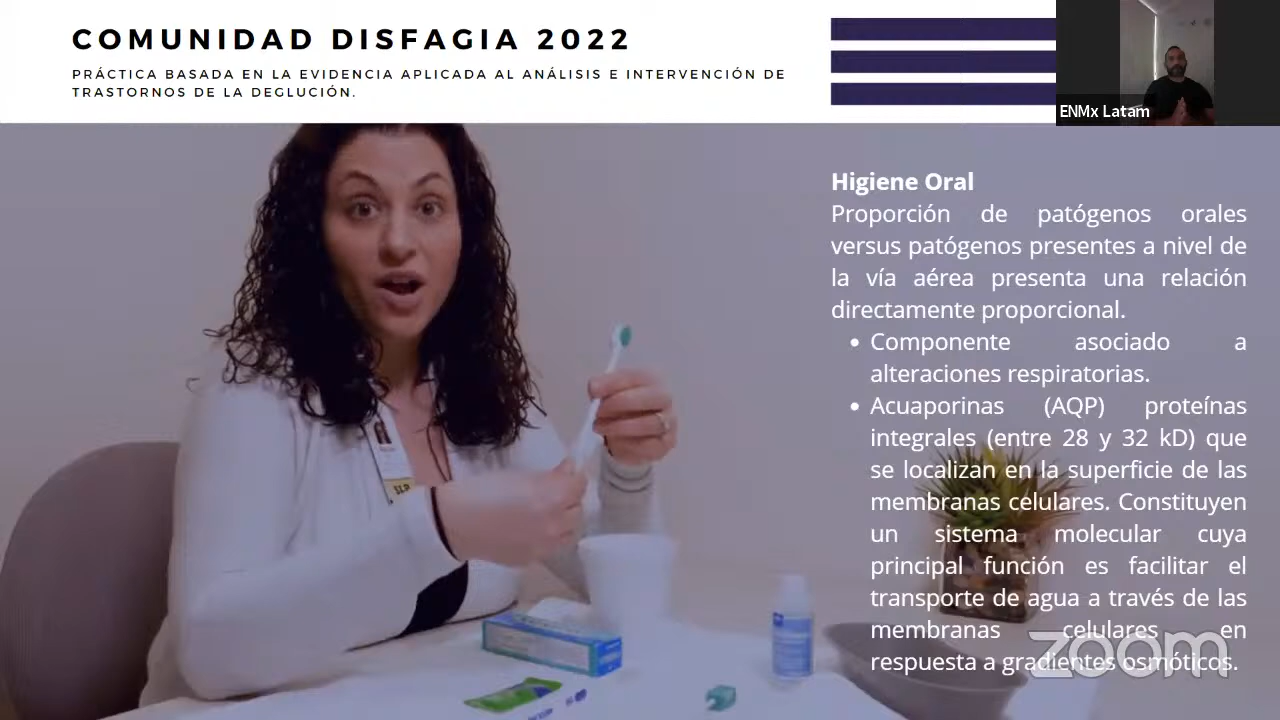 COMUNIDAD DISFAGIA 2022
PRÁCTICA BASADA EN LA EVIDENCIA APLICADA AL ANÁLISIS E INTERVENCIÓN DE
TRASTORNOS DE LA DEGLUCIÓN.
ENMx Latam
Higiene Oral
Proporción de patógenos orales
versus patógenos presentes a nivel de
la vía aérea presenta una relación
directamente proporcional.
• Componente asociado a
alteraciones respiratorias.
• Acuaporinas (AQP) proteínas
integrales (entre 28 y 32 kD) que
se localizan en la superficie de las
membranas celulares. Constituyen
un sistema molecular cuya
principal función es facilitar el
transporte de agua a través de las
membranas celulares en
respuesta a gradientes osmóticos.
zoom
SLP